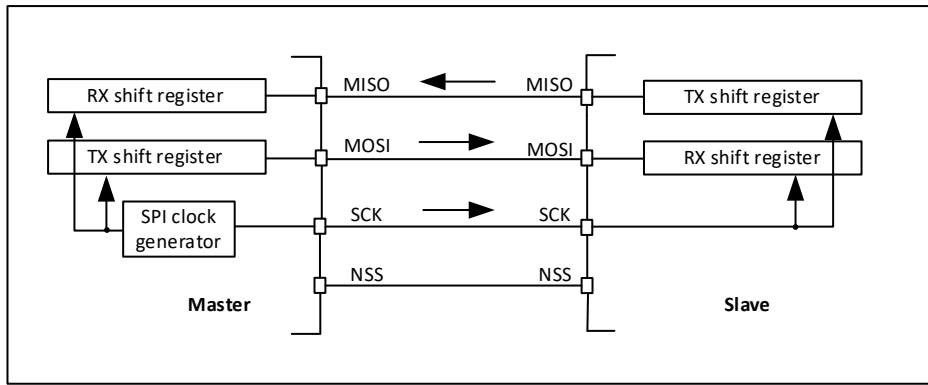 MISO
MISO
RX shift register
TX shift register
MOSI
MOSI
TX shift register
RX shift register
SCK
SCK
SPI clock
generator
NSS
NSS
Master
Slave